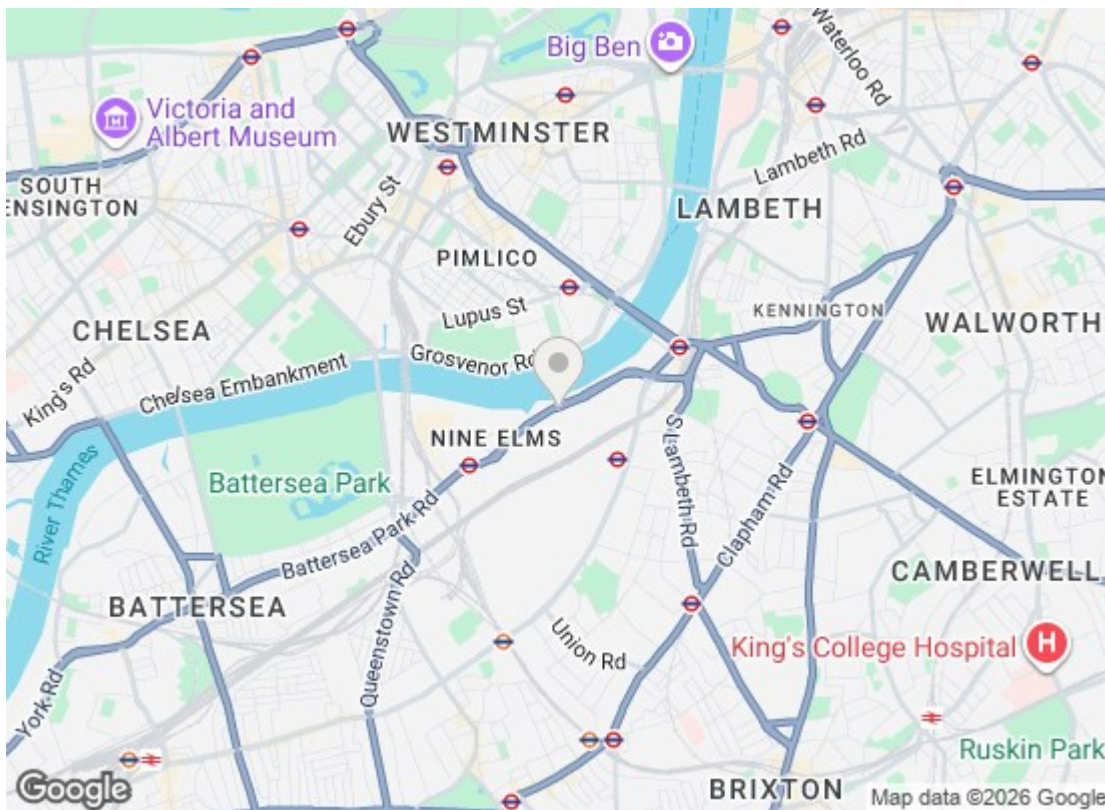 Big Ben
Waterloo Rd
Victoria and
Albert Museum
WESTMINSTER
Lambeth Rd
SOUTH
ENSINGTON
Ebury St
LAMBETH
PIMLICO
Lupus St
KENNINGTON
CHELSEA
WALWORTH
Grosvenor Rd
Chelsea Embankment
King's Rd
NINE ELMS
S Lambeth Rd
Clapham Rd
ELMINGTON
ESTATE
Battersea Park
River Thames
Battersea Park Rd
CAMBERWELL
BATTERSEA
Queenstown Rd
Union Rd
King's College Hospital
H
York Rd
Ruskin Park
Google
BRIXTON
Map data ©2026 Google